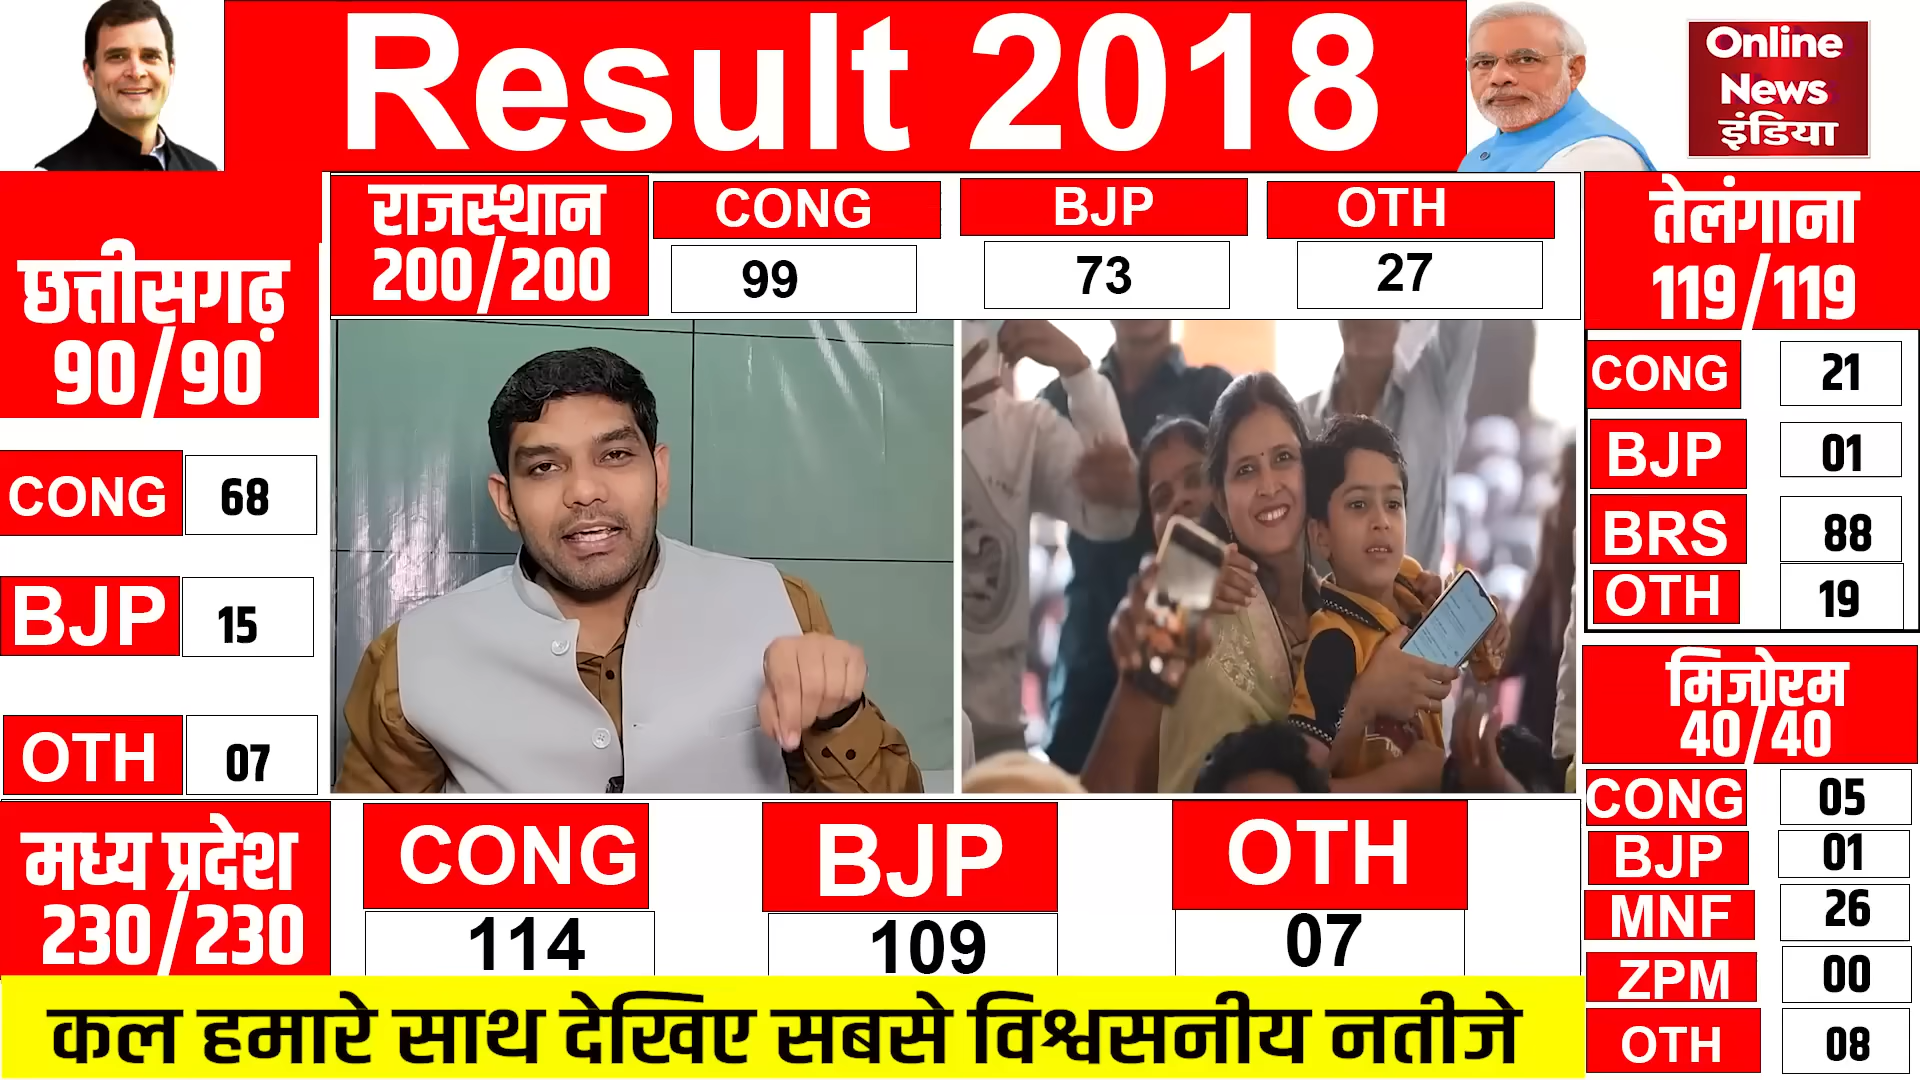 Result 2018
Online
News
इंडिया
छत्तीसगढ़
90/90
CONG 68
BJP 15
OTH 07
राजस्थान
200/200
CONG BJP OTH
99 73 27
तेलंगाना
119/119
CONG 21
BJP 01
BRS 88
OTH 19
मिजोरम
40/40
CONG 05
BJP 01
MNF 26
ZPM 00
OTH 08
मध्य प्रदेश
230/230
CONG BJP OTH
114 109 07
कल हमारे साथ देखिए सबसे विश्वसनीय नतीजे